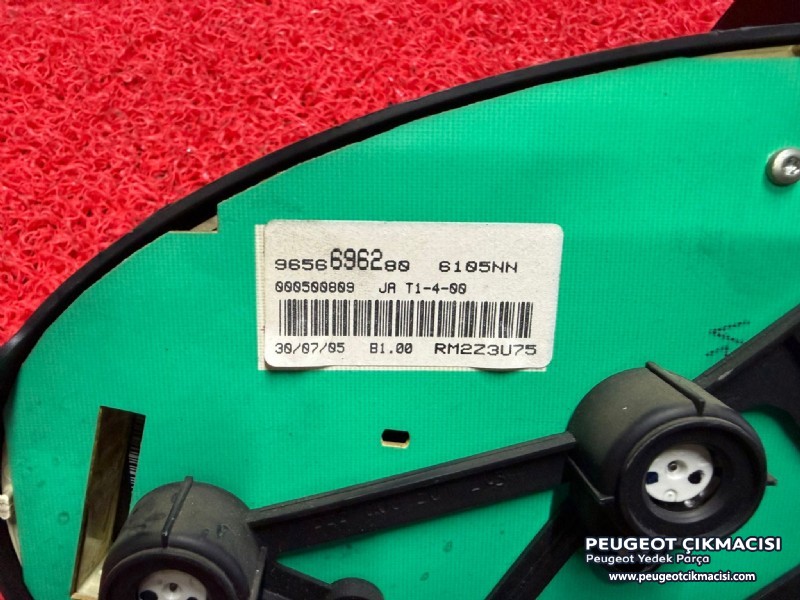 9656696280 6105NN
000500809 JA T1-4-00
30/07/05 B1.00 RM2Z3U75
PEUGEOT ÇIKMACISI
Peugeot Yedek Parça
www.peugeotcikmacisi.com